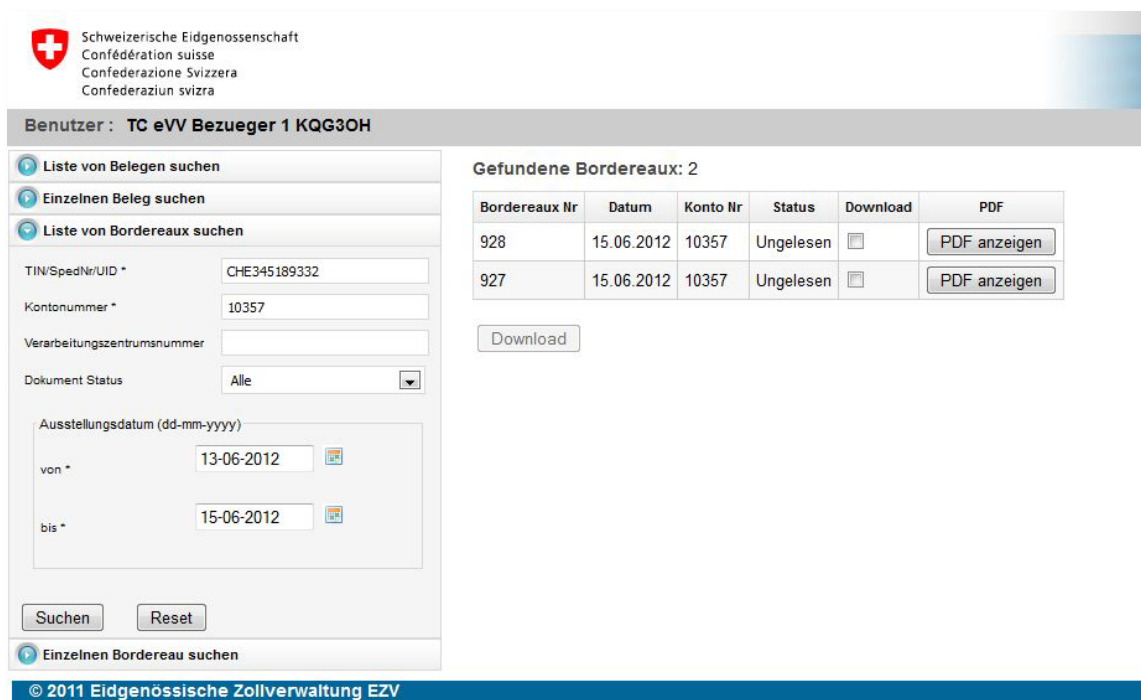 Schweizerische Eidgenossenschaft
Confédération suisse
Confederazione Svizzera
Confederaziun svizra
Benutzer : TC eVV Bezueger 1 KQG3OH
Liste von Belegen suchen
Einzelnen Beleg suchen
Liste von Bordereaux suchen
TIN/SpedNr/UID * CHE345189332
Kontonummer * 10357
Verarbeitungszentrumsnummer
Dokument Status Alle
Ausstellungsdatum (dd-mm-yyyy)
von * 13-06-2012
bis * 15-06-2012
Suchen Reset
Einzelnen Bordereau suchen
Gefundene Bordereaux: 2
Bordereaux Nr Datum Konto Nr Status Download PDF
928 15.06.2012 10357 Ungelesen PDF anzeigen
927 15.06.2012 10357 Ungelesen PDF anzeigen
Download
© 2011 Eidgenössische Zollverwaltung EZV